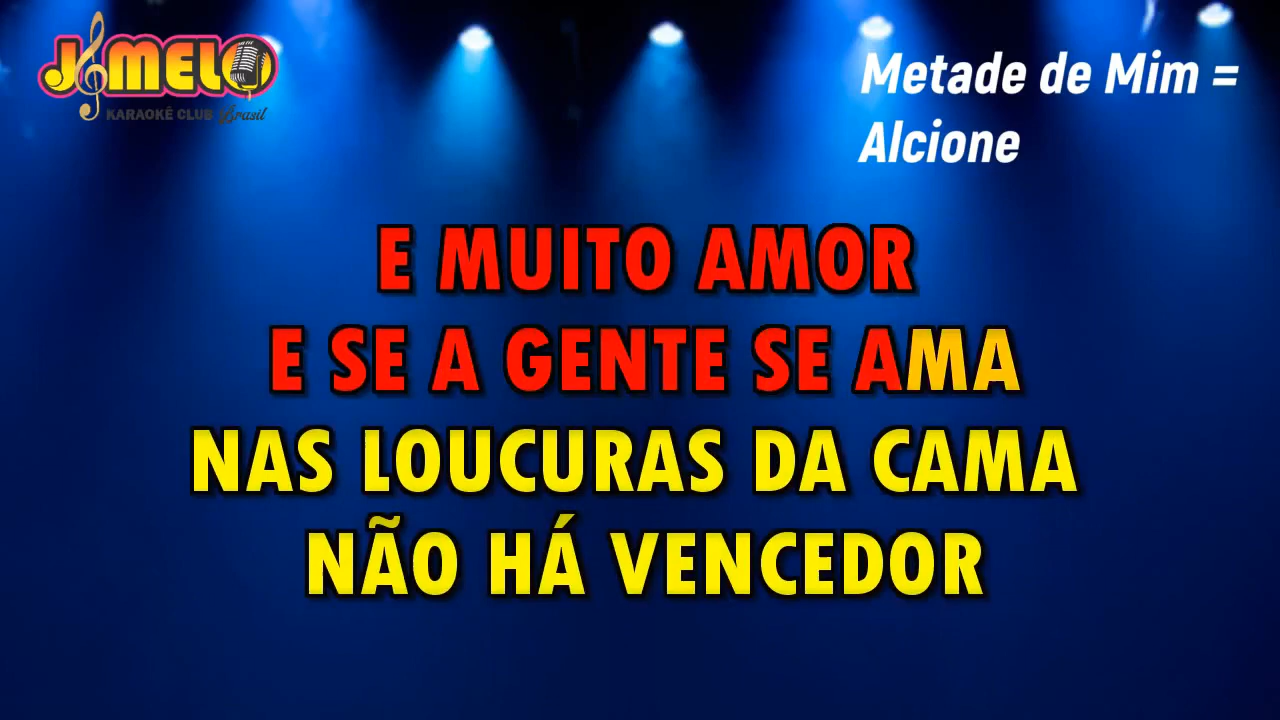 J MELO
KARAOKÊ CLUB Brasil
Metade de Mim =
Alcione
E MUITO AMOR
E SE A GENTE SE AMA
NAS LOUCURAS DA CAMA
NÃO HÁ VENCEDOR